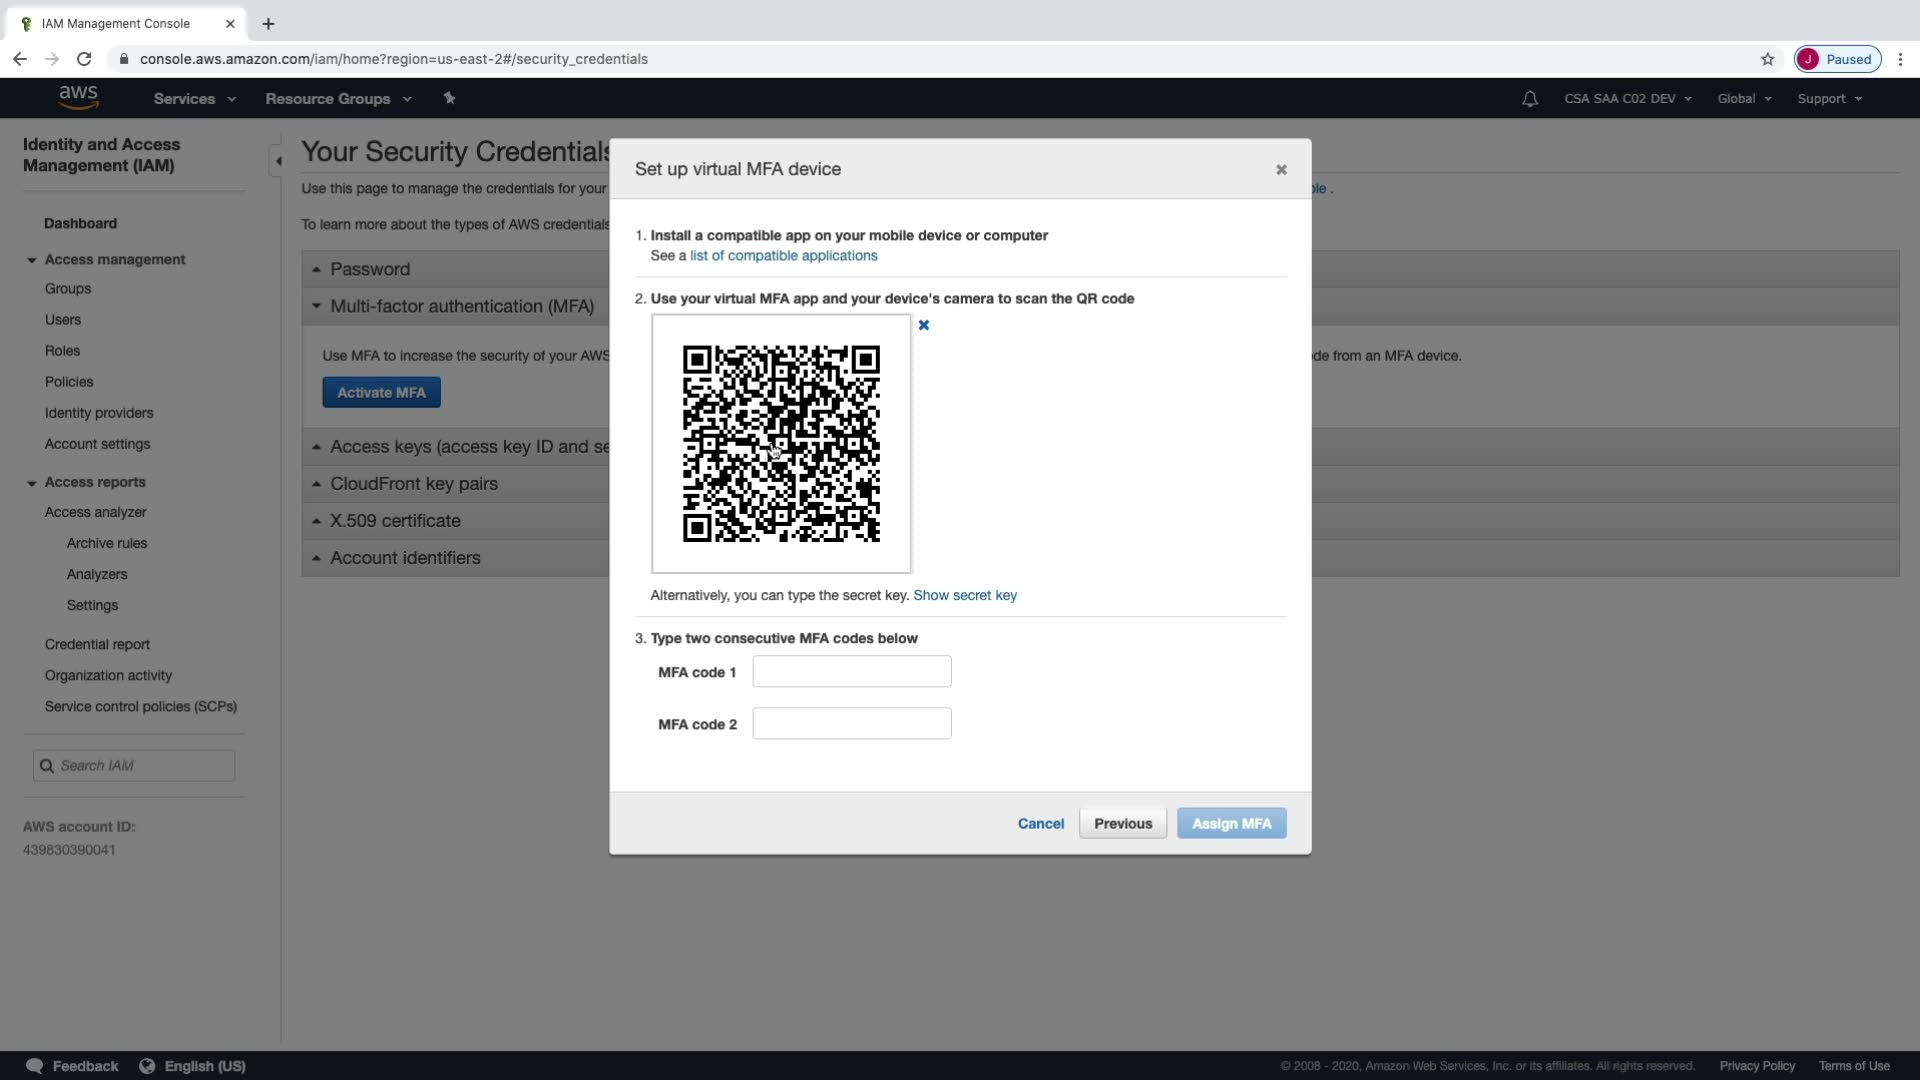 IAM Management Console
console.aws.amazon.com/iam/home?region=us-east-2#/security_credentials
J Paused
aws Services Resource Groups CSA SAA C02 DEV Global Support
Identity and Access
Management (IAM)
Dashboard
Access management
Groups
Users
Roles
Policies
Identity providers
Account settings
Access reports
Access analyzer
Archive rules
Analyzers
Settings
Credential report
Organization activity
Service control policies (SCPs)
Search IAM
AWS account ID:
439830390041
Your Security Credentials
Use this page to manage the credentials for your
To learn more about the types of AWS credentials
Password
Multi-factor authentication (MFA)
Use MFA to increase the security of your AWS
from an MFA device.
Activate MFA
Access keys (access key ID and
CloudFront key pairs
X.509 certificate
Account identifiers
Set up virtual MFA device
1. Install a compatible app on your mobile device or computer
See a list of compatible applications
2. Use your virtual MFA app and your device's camera to scan the QR code
Alternatively, you can type the secret key. Show secret key
3. Type two consecutive MFA codes below
MFA code 1
MFA code 2
Cancel Previous Assign MFA
Feedback English (US) © 2008 - 2020, Amazon Web Services, Inc. or its affiliates. All rights reserved. Privacy Policy Terms of Use